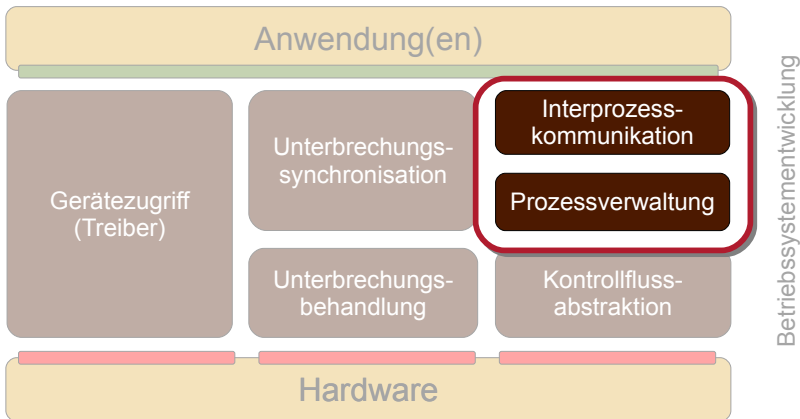 Anwendung(en)
Gerätezugriff
(Treiber)
Unterbrechungs-
synchronisation
Interprozess-
kommunikation
Prozessverwaltung
Unterbrechungs-
behandlung
Kontrollfluss-
abstraktion
Hardware
Betriebssystementwicklung